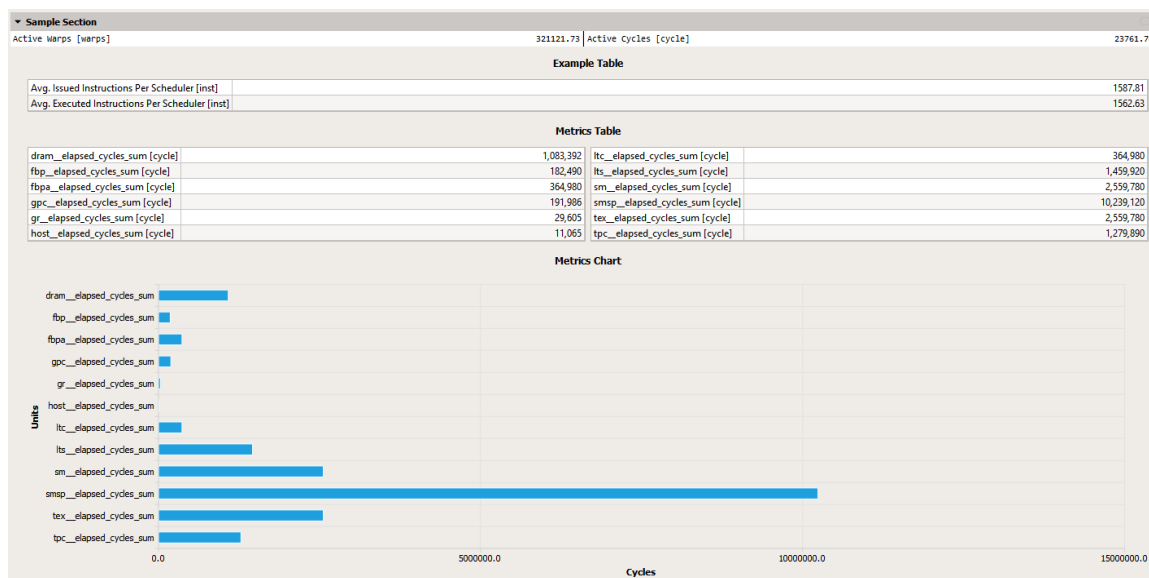 ▾ Sample Section
Active Warps [warps] 321121.73 Active Cycles [cycle] 23761.7
Example Table
Avg. Issued Instructions Per Scheduler [inst] 1587.81
Avg. Executed Instructions Per Scheduler [inst] 1562.63
Metrics Table
dram__elapsed_cycles_sum [cycle] 1,083,392 ltc__elapsed_cycles_sum [cycle] 364,980
fbp__elapsed_cycles_sum [cycle] 182,490 lts__elapsed_cycles_sum [cycle] 1,459,920
fbpa__elapsed_cycles_sum [cycle] 364,980 sm__elapsed_cycles_sum [cycle] 2,559,780
gpc__elapsed_cycles_sum [cycle] 191,986 smsp__elapsed_cycles_sum [cycle] 10,239,120
gr__elapsed_cycles_sum [cycle] 29,605 tex__elapsed_cycles_sum [cycle] 2,559,780
host__elapsed_cycles_sum [cycle] 11,065 tpc__elapsed_cycles_sum [cycle] 1,279,890
Metrics Chart
dram__elapsed_cycles_sum
fbp__elapsed_cycles_sum
fbpa__elapsed_cycles_sum
gpc__elapsed_cycles_sum
gr__elapsed_cycles_sum
host__elapsed_cycles_sum
ltc__elapsed_cycles_sum
lts__elapsed_cycles_sum
sm__elapsed_cycles_sum
smsp__elapsed_cycles_sum
tex__elapsed_cycles_sum
tpc__elapsed_cycles_sum
Units
0.0 5000000.0 10000000.0 15000000.0
Cycles